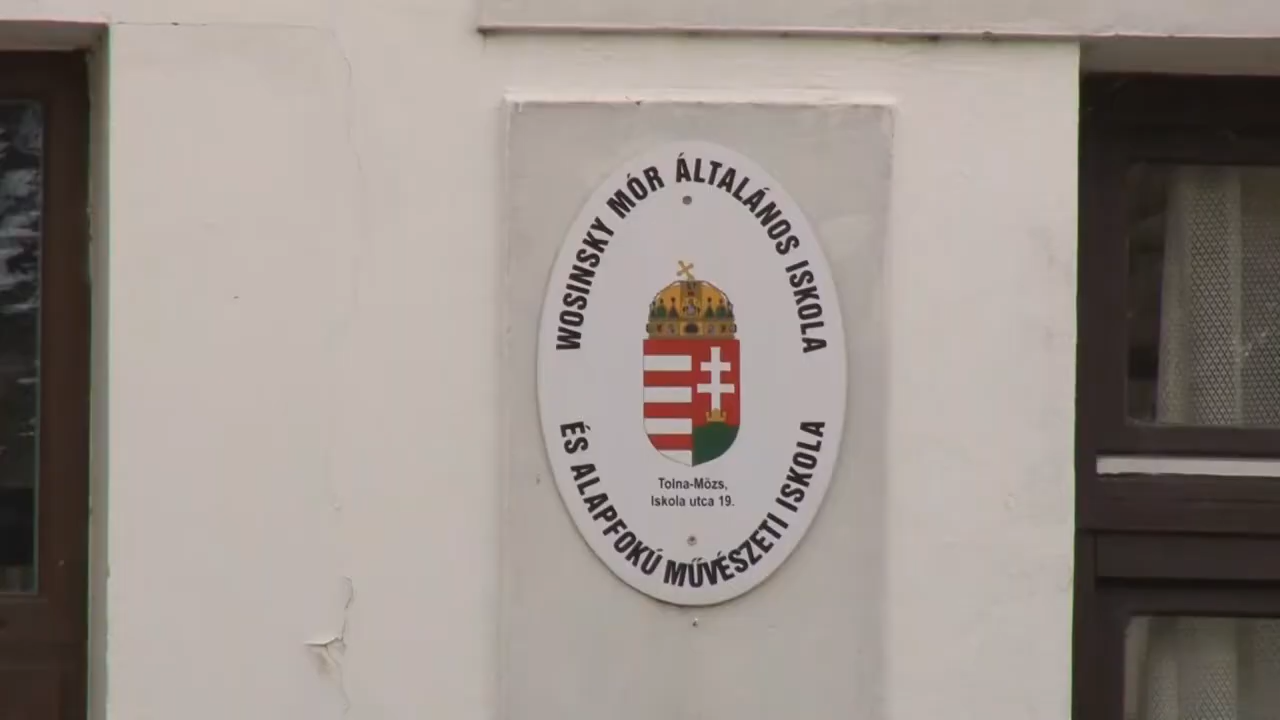 WOSINSKY MÓR ÁLTALÁNOS ISKOLA
Tolna-Mözs,
Iskola utca 19.
ÉS ALAPFOKÚ MŰVÉSZETI ISKOLA